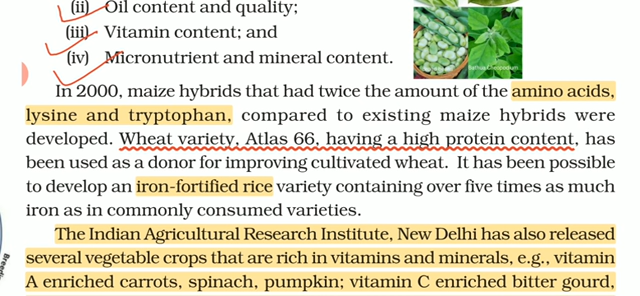 (ii) Oil content and quality;
(iii) Vitamin content; and
(iv) Micronutrient and mineral content.
In 2000, maize hybrids that had twice the amount of the amino acids,
lysine and tryptophan, compared to existing maize hybrids were
developed. Wheat variety, Atlas 66, having a high protein content, has
been used as a donor for improving cultivated wheat. It has been possible
to develop an iron-fortified rice variety containing over five times as much
iron as in commonly consumed varieties.
The Indian Agricultural Research Institute, New Delhi has also released
several vegetable crops that are rich in vitamins and minerals, e.g., vitamin
A enriched carrots, spinach, pumpkin; vitamin C enriched bitter gourd,